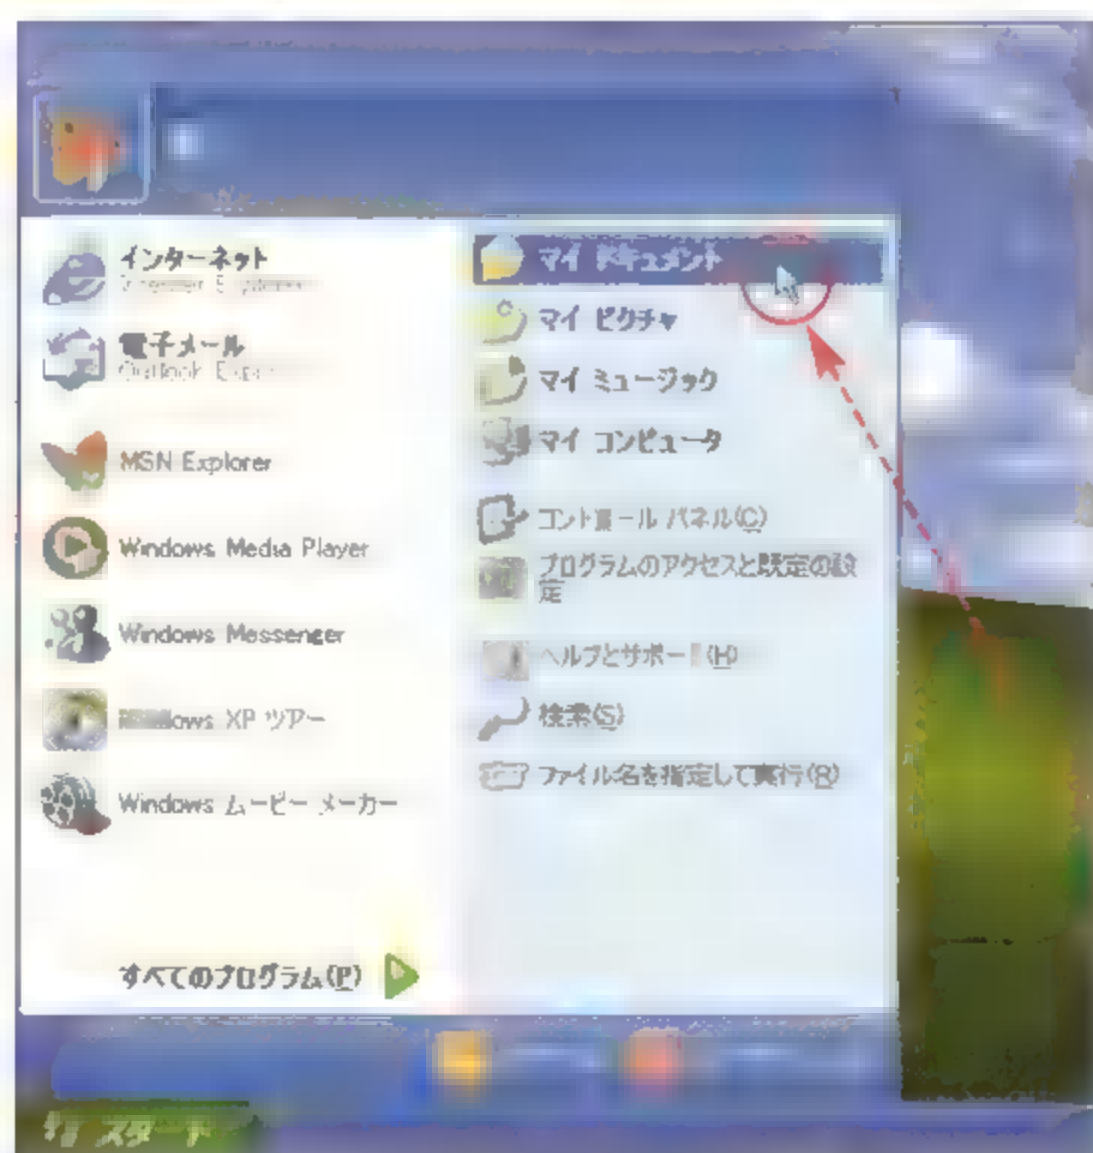 インターネット
電子メール
Outlook
MSN Explorer
Windows Media Player
Windows Messenger
XP ツアー
Windows ムービー メーカー
すべてのプログラム(P)
マイ ドキュメント
マイ ピクチャ
マイ ミュージック
マイ コンピュータ
コントロール パネル(C)
プログラムのアクセスと既定の設
定
ヘルプとサポート(H)
検索(S)
ファイル名を指定して実行(R)
スタート